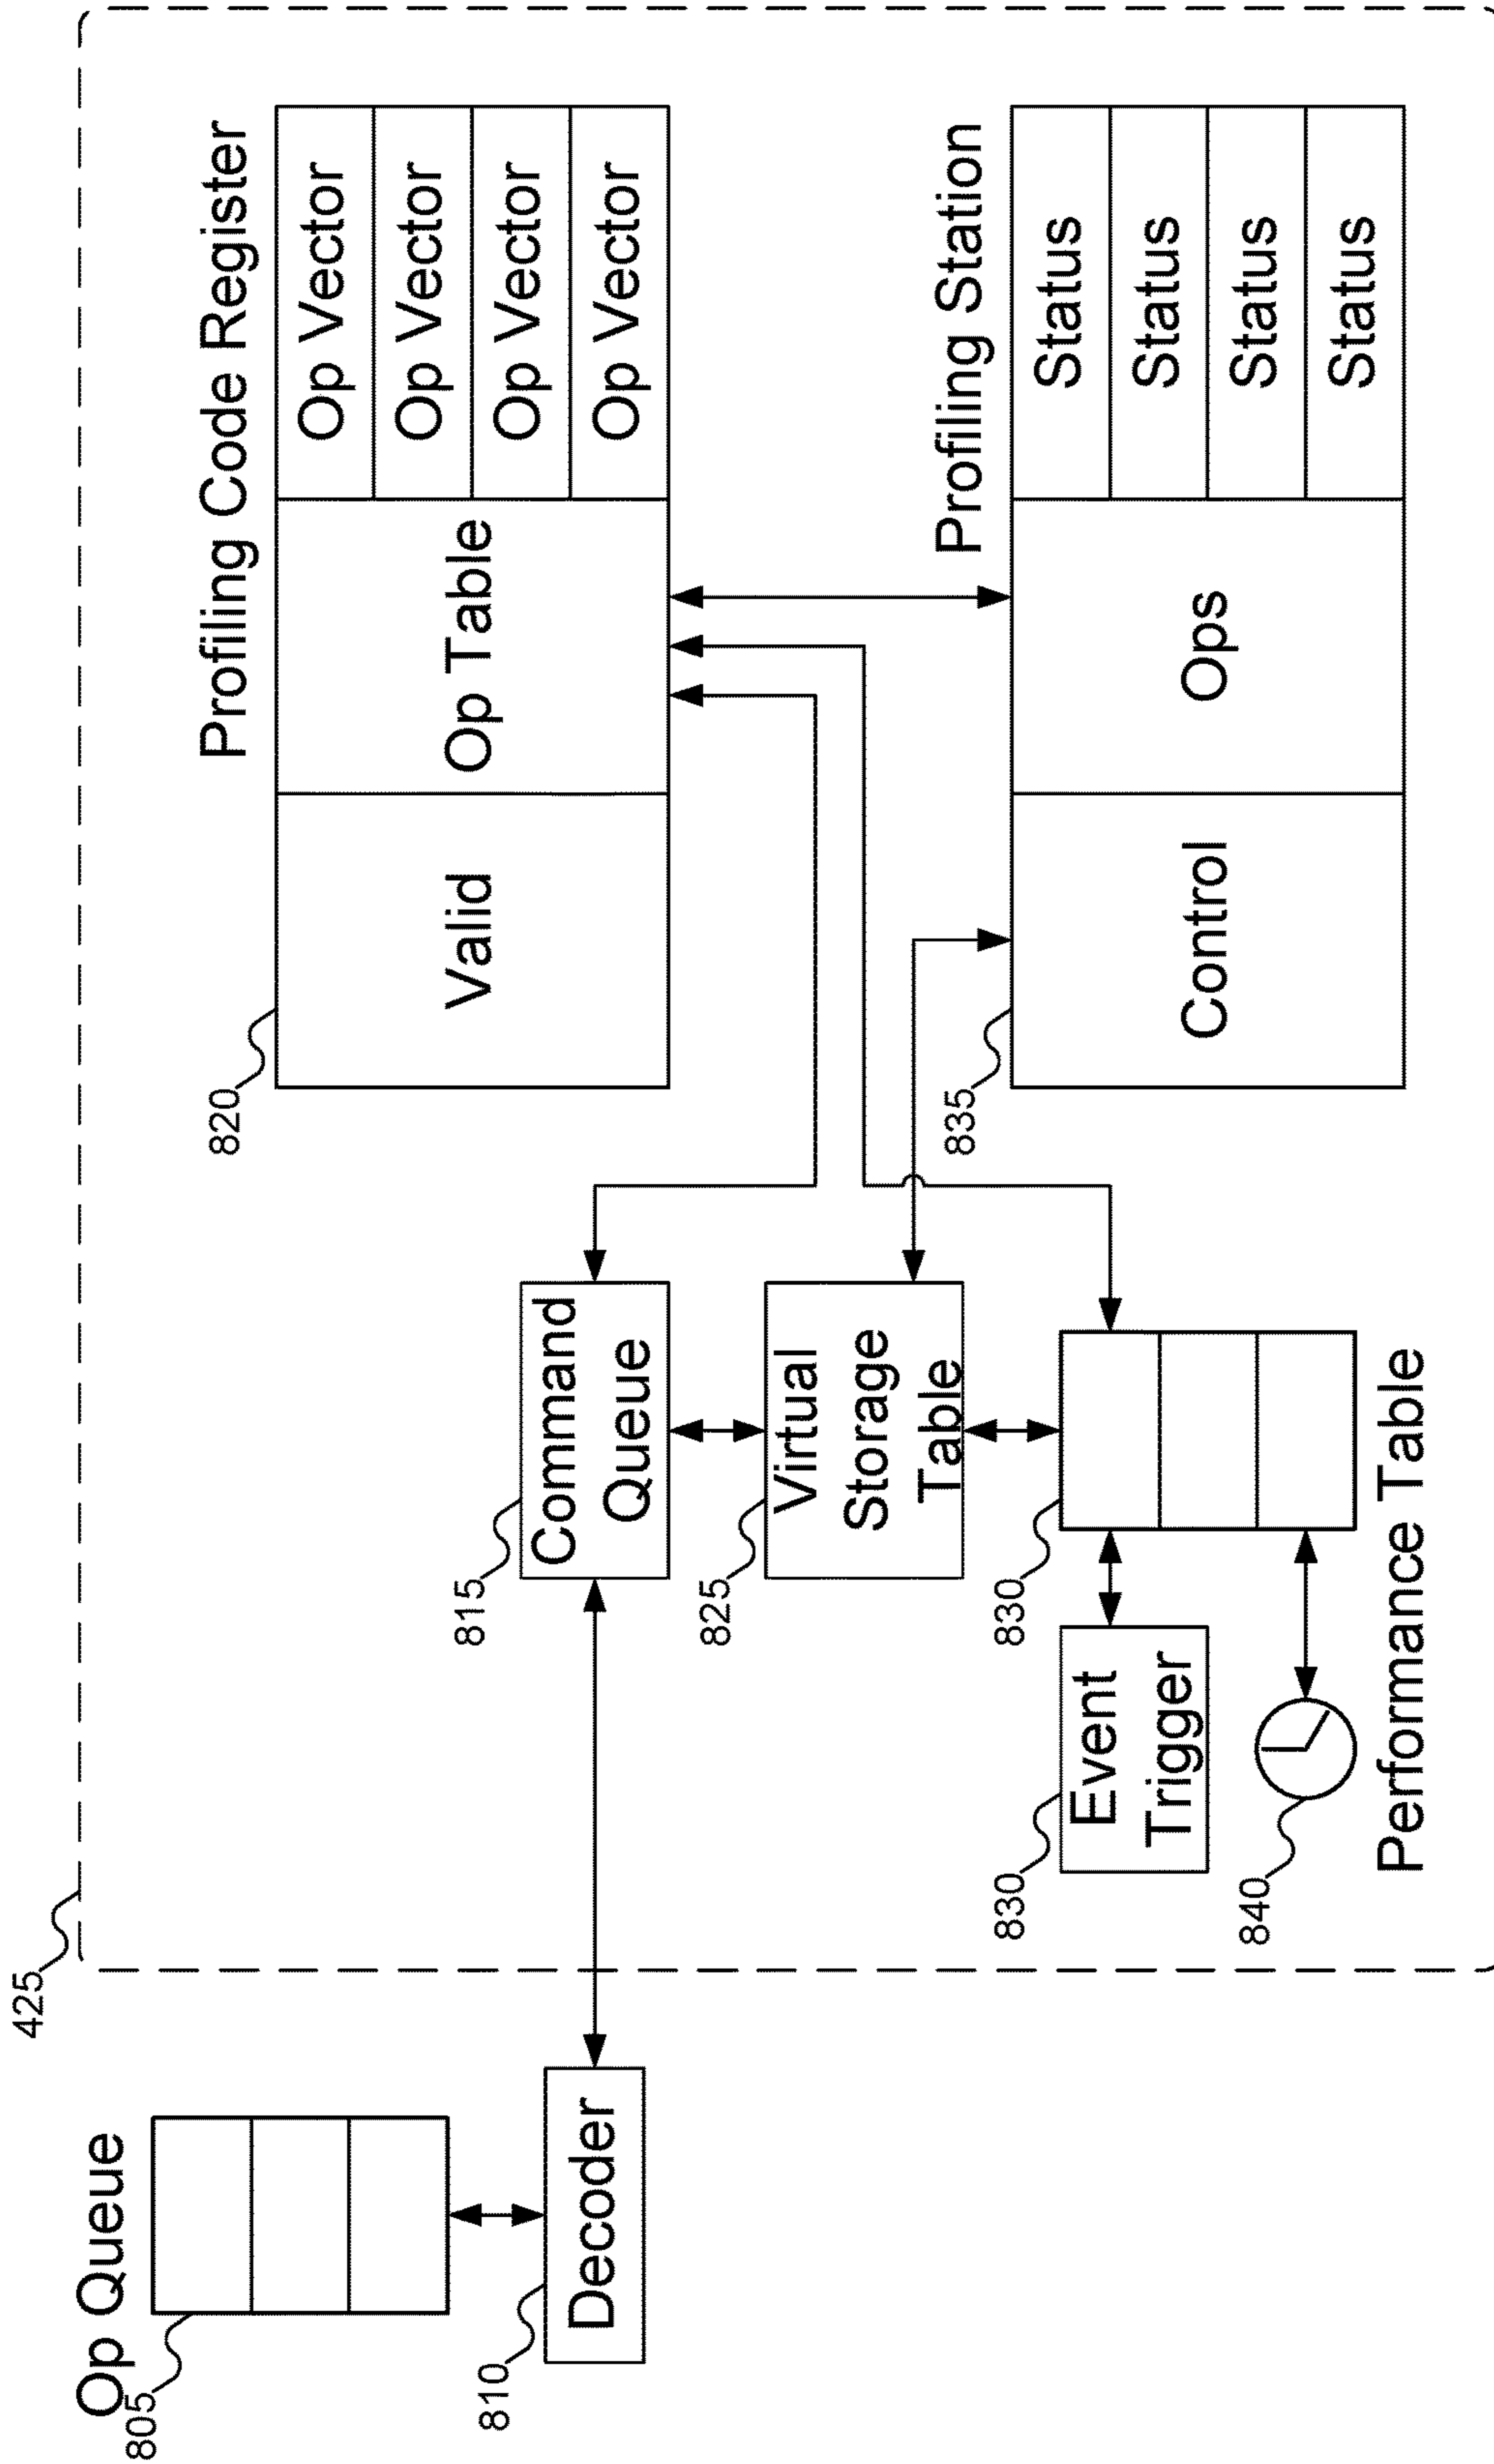 425
Op Queue
805
Decoder
810
Command
Queue
815
Virtual
Storage
Table
825
830
Performance Table
Event
Trigger
830
840
Profiling Code Register
820
Valid
Op Table
Op Vector
Op Vector
Op Vector
Op Vector
Profiling Station
835
Control
Ops
Status
Status
Status
Status